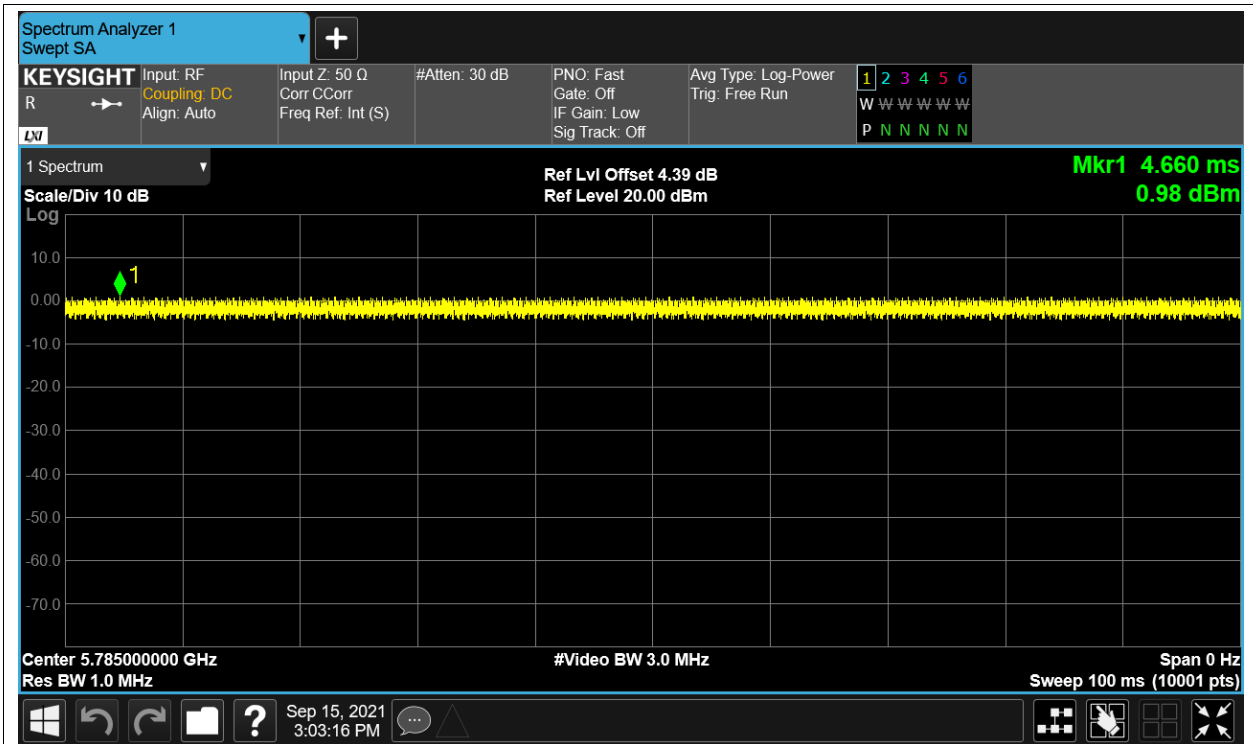 Spectrum Analyzer 1
Swept SA
KEYSIGHT
R
LXI
Input: RF
Coupling: DC
Align: Auto
Input Z: 50 Ω
Corr CCorr
Freq Ref: Int (S)
#Atten: 30 dB
PNO: Fast
Gate: Off
IF Gain: Low
Sig Track: Off
Avg Type: Log-Power
Trig: Free Run
1 2 3 4 5 6
W W W W W W
P N N N N N
1 Spectrum
Scale/Div 10 dB
Ref Lvl Offset 4.39 dB
Ref Level 20.00 dBm
Mkr1 4.660 ms
0.98 dBm
Log
10.0
1
0.00
-10.0
-20.0
-30.0
-40.0
-50.0
-60.0
-70.0
Center 5.785000000 GHz
#Video BW 3.0 MHz
Span 0 Hz
Res BW 1.0 MHz
Sweep 100 ms (10001 pts)
?
Sep 15, 2021
3:03:16 PM